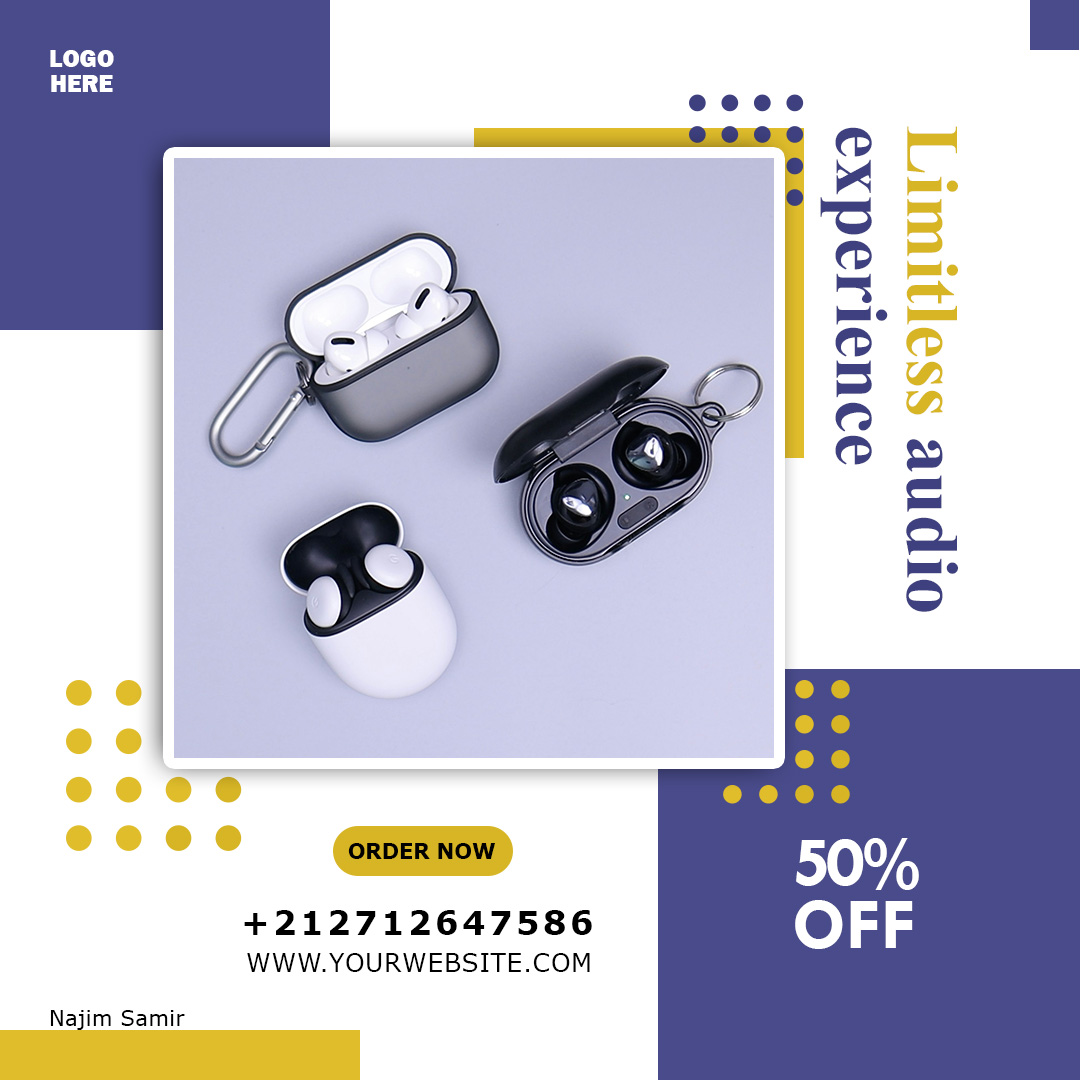 LOGO
HERE
Limitless audio
experience
ORDER NOW
+212712647586
WWW.YOURWEBSITE.COM
50%
OFF
Najim Samir